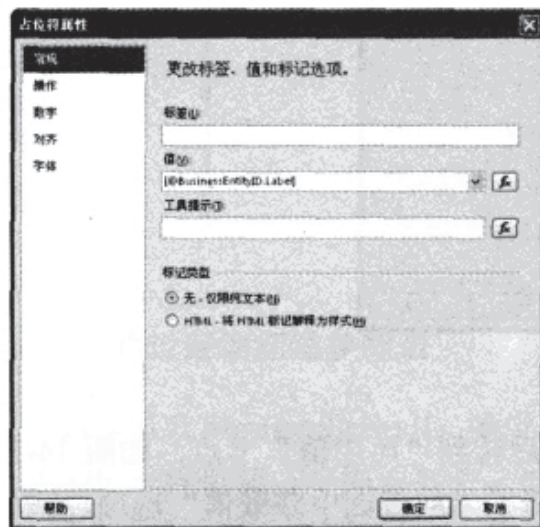 占位符属性
常规
操作
数字
对齐
字体
更改标签、值和标记选项。
标签(L)
值(V):
[@BusinessEntityID.Label]
fx
工具提示(T):
fx
标记类型
无 - 仅限纯文本(N)
HTML - 将 HTML 标记解释为样式(H)
帮助
确定
取消